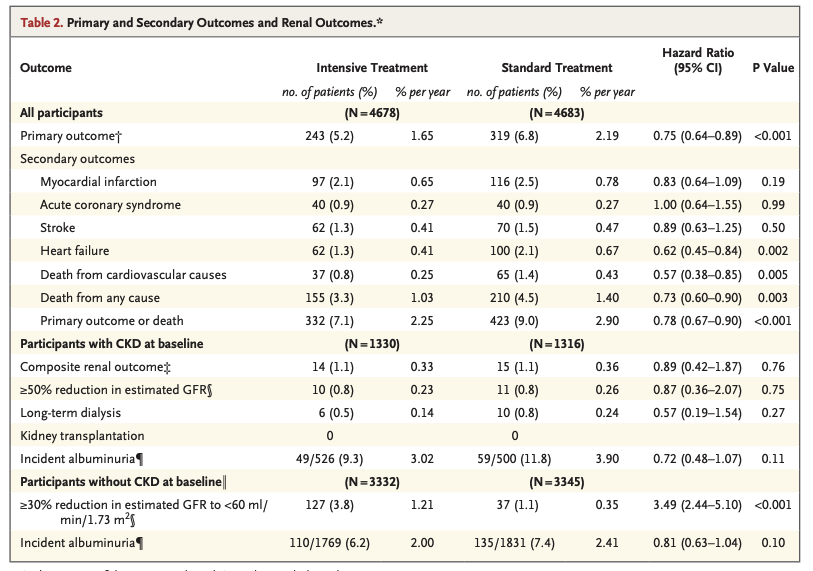 Table 2. Primary and Secondary Outcomes and Renal Outcomes.*
Outcome Intensive Treatment Standard Treatment Hazard Ratio (95% CI) P Value
no. of patients (%) % per year no. of patients (%) % per year
All participants (N=4678) (N=4683)
Primary outcome† 243 (5.2) 1.65 319 (6.8) 2.19 0.75 (0.64–0.89) <0.001
Secondary outcomes
Myocardial infarction 97 (2.1) 0.65 116 (2.5) 0.78 0.83 (0.64–1.09) 0.19
Acute coronary syndrome 40 (0.9) 0.27 40 (0.9) 0.27 1.00 (0.64–1.55) 0.99
Stroke 62 (1.3) 0.41 70 (1.5) 0.47 0.89 (0.63–1.25) 0.50
Heart failure 62 (1.3) 0.41 100 (2.1) 0.67 0.62 (0.45–0.84) 0.002
Death from cardiovascular causes 37 (0.8) 0.25 65 (1.4) 0.43 0.57 (0.38–0.85) 0.005
Death from any cause 155 (3.3) 1.03 210 (4.5) 1.40 0.73 (0.60–0.90) 0.003
Primary outcome or death 332 (7.1) 2.25 423 (9.0) 2.90 0.78 (0.67–0.90) <0.001
Participants with CKD at baseline (N=1330) (N=1316)
Composite renal outcome‡ 14 (1.1) 0.33 15 (1.1) 0.36 0.89 (0.42–1.87) 0.76
≥50% reduction in estimated GFR§ 10 (0.8) 0.23 11 (0.8) 0.26 0.87 (0.36–2.07) 0.75
Long-term dialysis 6 (0.5) 0.14 10 (0.8) 0.24 0.57 (0.19–1.54) 0.27
Kidney transplantation 0 0
Incident albuminuria¶ 49/526 (9.3) 3.02 59/500 (11.8) 3.90 0.72 (0.48–1.07) 0.11
Participants without CKD at baseline‖ (N=3332) (N=3345)
≥30% reduction in estimated GFR to <60 ml/ 127 (3.8) 1.21 37 (1.1) 0.35 3.49 (2.44–5.10) <0.001
min/1.73 m²§
Incident albuminuria¶ 110/1769 (6.2) 2.00 135/1831 (7.4) 2.41 0.81 (0.63–1.04) 0.10